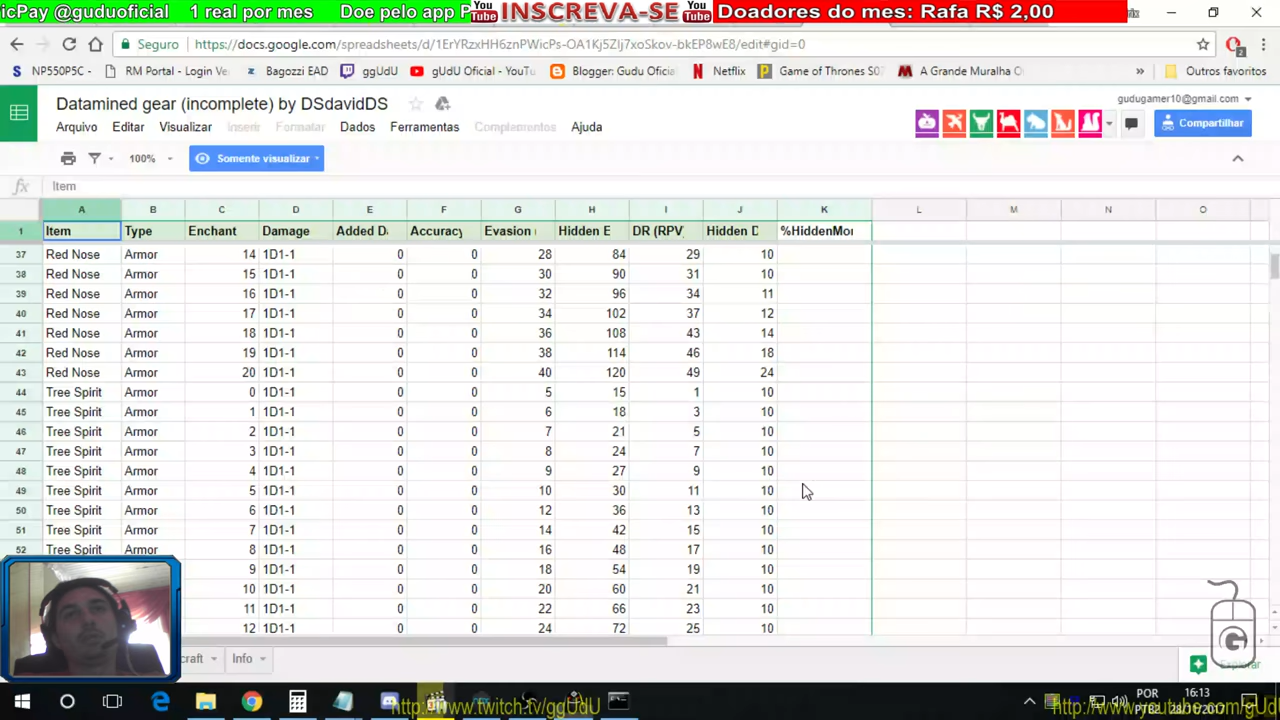 icPay @guduoficial 1 real por mes Doe pelo app P You Tube INSCREVA-SE You Tube Doadores do mes: Rafa R$ 2,00
Seguro https://docs.google.com/spreadsheets/d/1ErYRzxHH6znPWicPs-OA1Kj5ZIj7xoSkov-bkEP8wE8/edit#gid=0
NP550P5C - RM Portal - Login Ve Bagozzi EAD ggUdU gUdU Oficial - YouTu Blogger: Gudu Oficia Netflix Game of Thrones S07 A Grande Muralha O » Outros favoritos
Datamined gear (incomplete) by DSdavidDS
gudugamer10@gmail.com
Arquivo Editar Visualizar Inserir Formatar Dados Ferramentas Complementos Ajuda Compartilhar
100% Somente visualizar
fx Item
A B C D E F G H I J K L M N O
1 Item Type Enchant Damage Added Da Accuracy Evasion Hidden E DR (RPV) Hidden D %HiddenMon
37 Red Nose Armor 14 1D1-1 0 0 28 84 29 10
38 Red Nose Armor 15 1D1-1 0 0 30 90 31 10
39 Red Nose Armor 16 1D1-1 0 0 32 96 34 11
40 Red Nose Armor 17 1D1-1 0 0 34 102 37 12
41 Red Nose Armor 18 1D1-1 0 0 36 108 43 14
42 Red Nose Armor 19 1D1-1 0 0 38 114 46 18
43 Red Nose Armor 20 1D1-1 0 0 40 120 49 24
44 Tree Spirit Armor 0 1D1-1 0 0 5 15 1 10
45 Tree Spirit Armor 1 1D1-1 0 0 6 18 3 10
46 Tree Spirit Armor 2 1D1-1 0 0 7 21 5 10
47 Tree Spirit Armor 3 1D1-1 0 0 8 24 7 10
48 Tree Spirit Armor 4 1D1-1 0 0 9 27 9 10
49 Tree Spirit Armor 5 1D1-1 0 0 10 30 11 10
50 Tree Spirit Armor 6 1D1-1 0 0 12 36 13 10
51 Tree Spirit Armor 7 1D1-1 0 0 14 42 15 10
52 Tree Spirit Armor 8 1D1-1 0 0 16 48 17 10
9 1D1-1 0 0 18 54 19 10
10 1D1-1 0 0 20 60 21 10
11 1D1-1 0 0 22 66 23 10
12 1D1-1 0 0 24 72 25 10
craft Info
Explorar
POR 16:13
http://www.twitch.tv/ggUdU
PTB2 28/11/2017